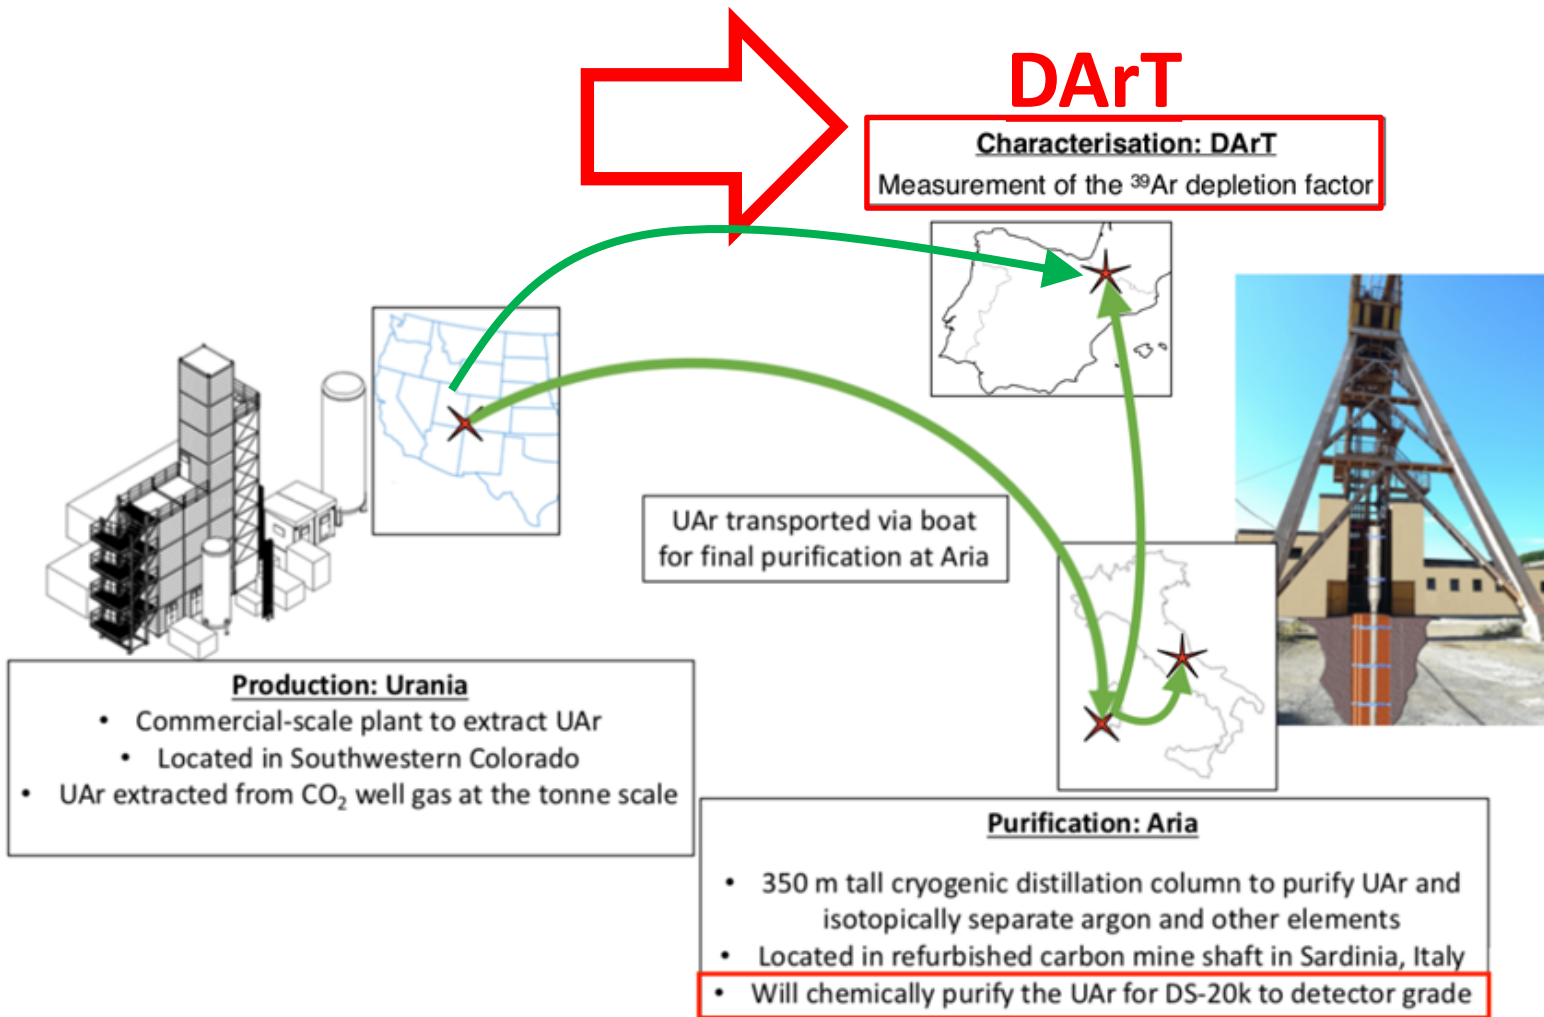 DArT
Characterisation: DArT
Measurement of the ³⁹Ar depletion factor
UAr transported via boat
for final purification at Aria
Production: Urania
• Commercial-scale plant to extract UAr
• Located in Southwestern Colorado
• UAr extracted from CO₂ well gas at the tonne scale
Purification: Aria
• 350 m tall cryogenic distillation column to purify UAr and
isotopically separate argon and other elements
• Located in refurbished carbon mine shaft in Sardinia, Italy
• Will chemically purify the UAr for DS-20k to detector grade